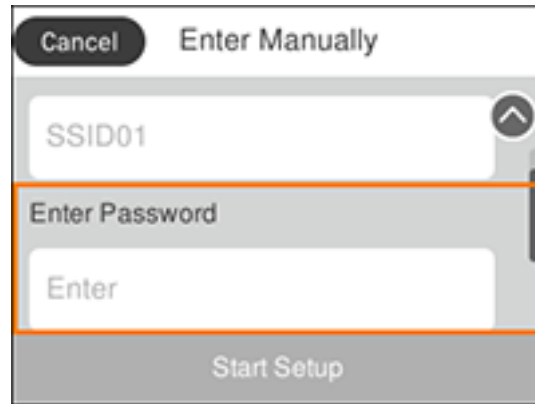 Cancel Enter Manually
SSID01
Enter Password
Enter
Start Setup